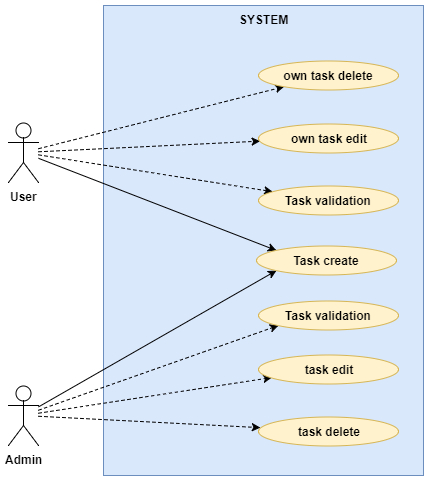 SYSTEM
own task delete
own task edit
User
Task validation
Task create
Task validation
task edit
task delete
Admin